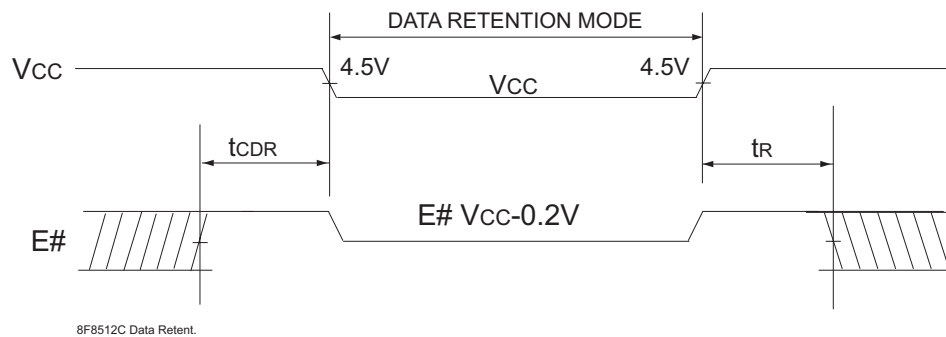 DATA RETENTION MODE
VCC
4.5V
VCC
4.5V
tCDR
tR
E#
E# VCC-0.2V
8F8512C Data Retent.